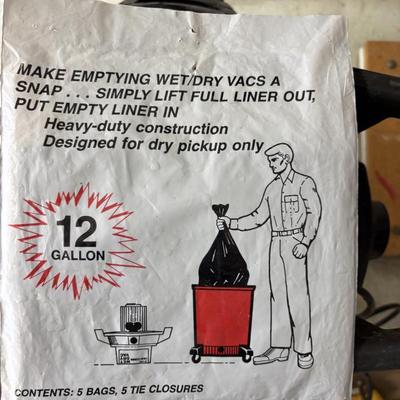 MAKE EMPTYING WET/DRY VACS A
SNAP . . . SIMPLY LIFT FULL LINER OUT,
PUT EMPTY LINER IN
Heavy-duty construction
Designed for dry pickup only
12
GALLON
CONTENTS: 5 BAGS, 5 TIE CLOSURES